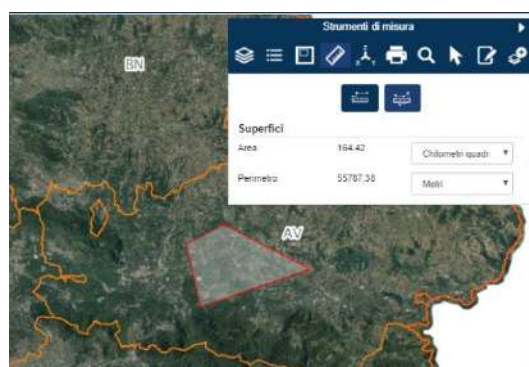 Strumenti di misura
BN
Superfici
Area 164.42 Chilometri quadr
Perimetro 55787.38 Metri
AV